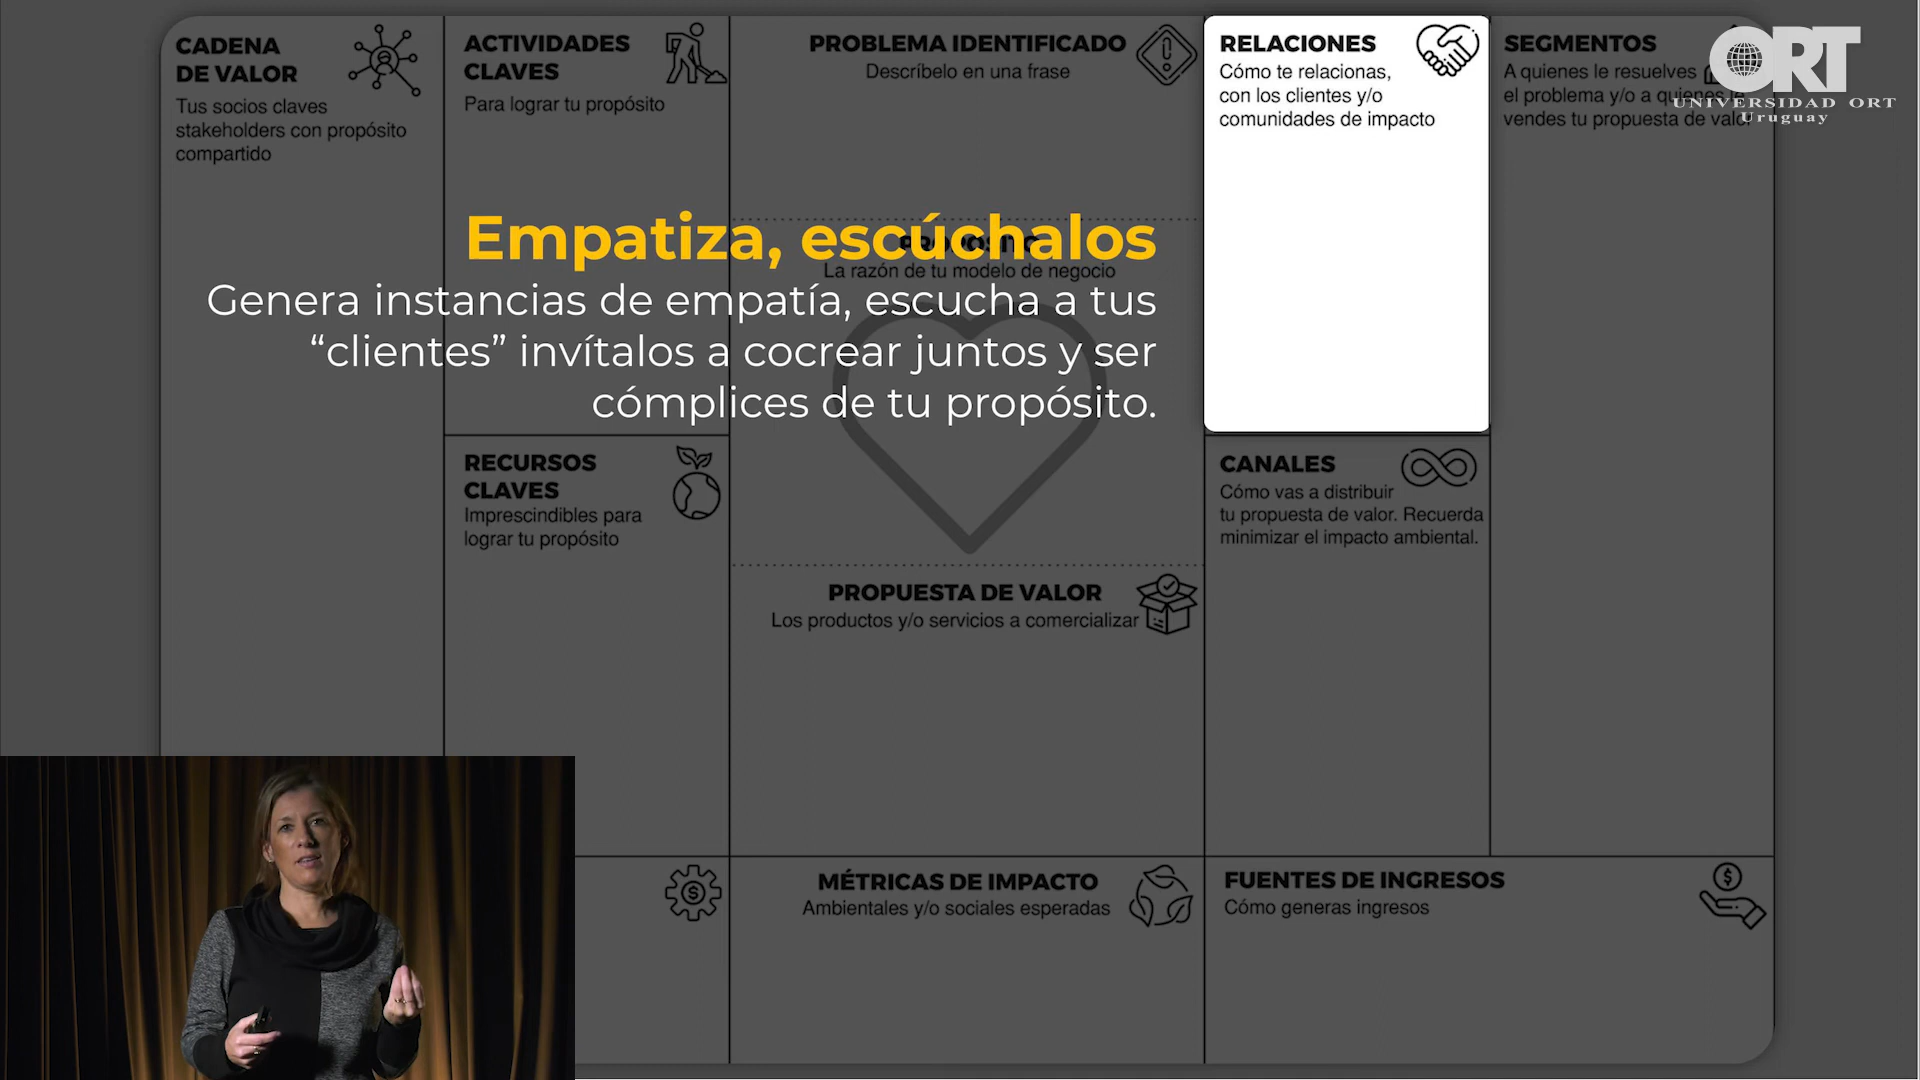 CADENA
DE VALOR
Tus socios claves
stakeholders con propósito
compartido
ACTIVIDADES
CLAVES
Para lograr tu propósito
PROBLEMA IDENTIFICADO
Descríbelo en una frase
RELACIONES
Cómo te relacionas,
con los clientes y/o
comunidades de impacto
SEGMENTOS
A quienes le resuelves
el problema y/o a quienes le
vendes tu propuesta de valor
ORT
UNIVERSIDAD ORT
Uruguay
Empatiza, escúchalos
PROPÓSITO
La razón de tu modelo de negocio
Genera instancias de empatía, escucha a tus
“clientes” invítalos a cocrear juntos y ser
cómplices de tu propósito.
RECURSOS
CLAVES
Imprescindibles para
lograr tu propósito
CANALES
Cómo vas a distribuir
tu propuesta de valor. Recuerda
minimizar el impacto ambiental.
PROPUESTA DE VALOR
Los productos y/o servicios a comercializar
MÉTRICAS DE IMPACTO
Ambientales y/o sociales esperadas
FUENTES DE INGRESOS
Cómo generas ingresos